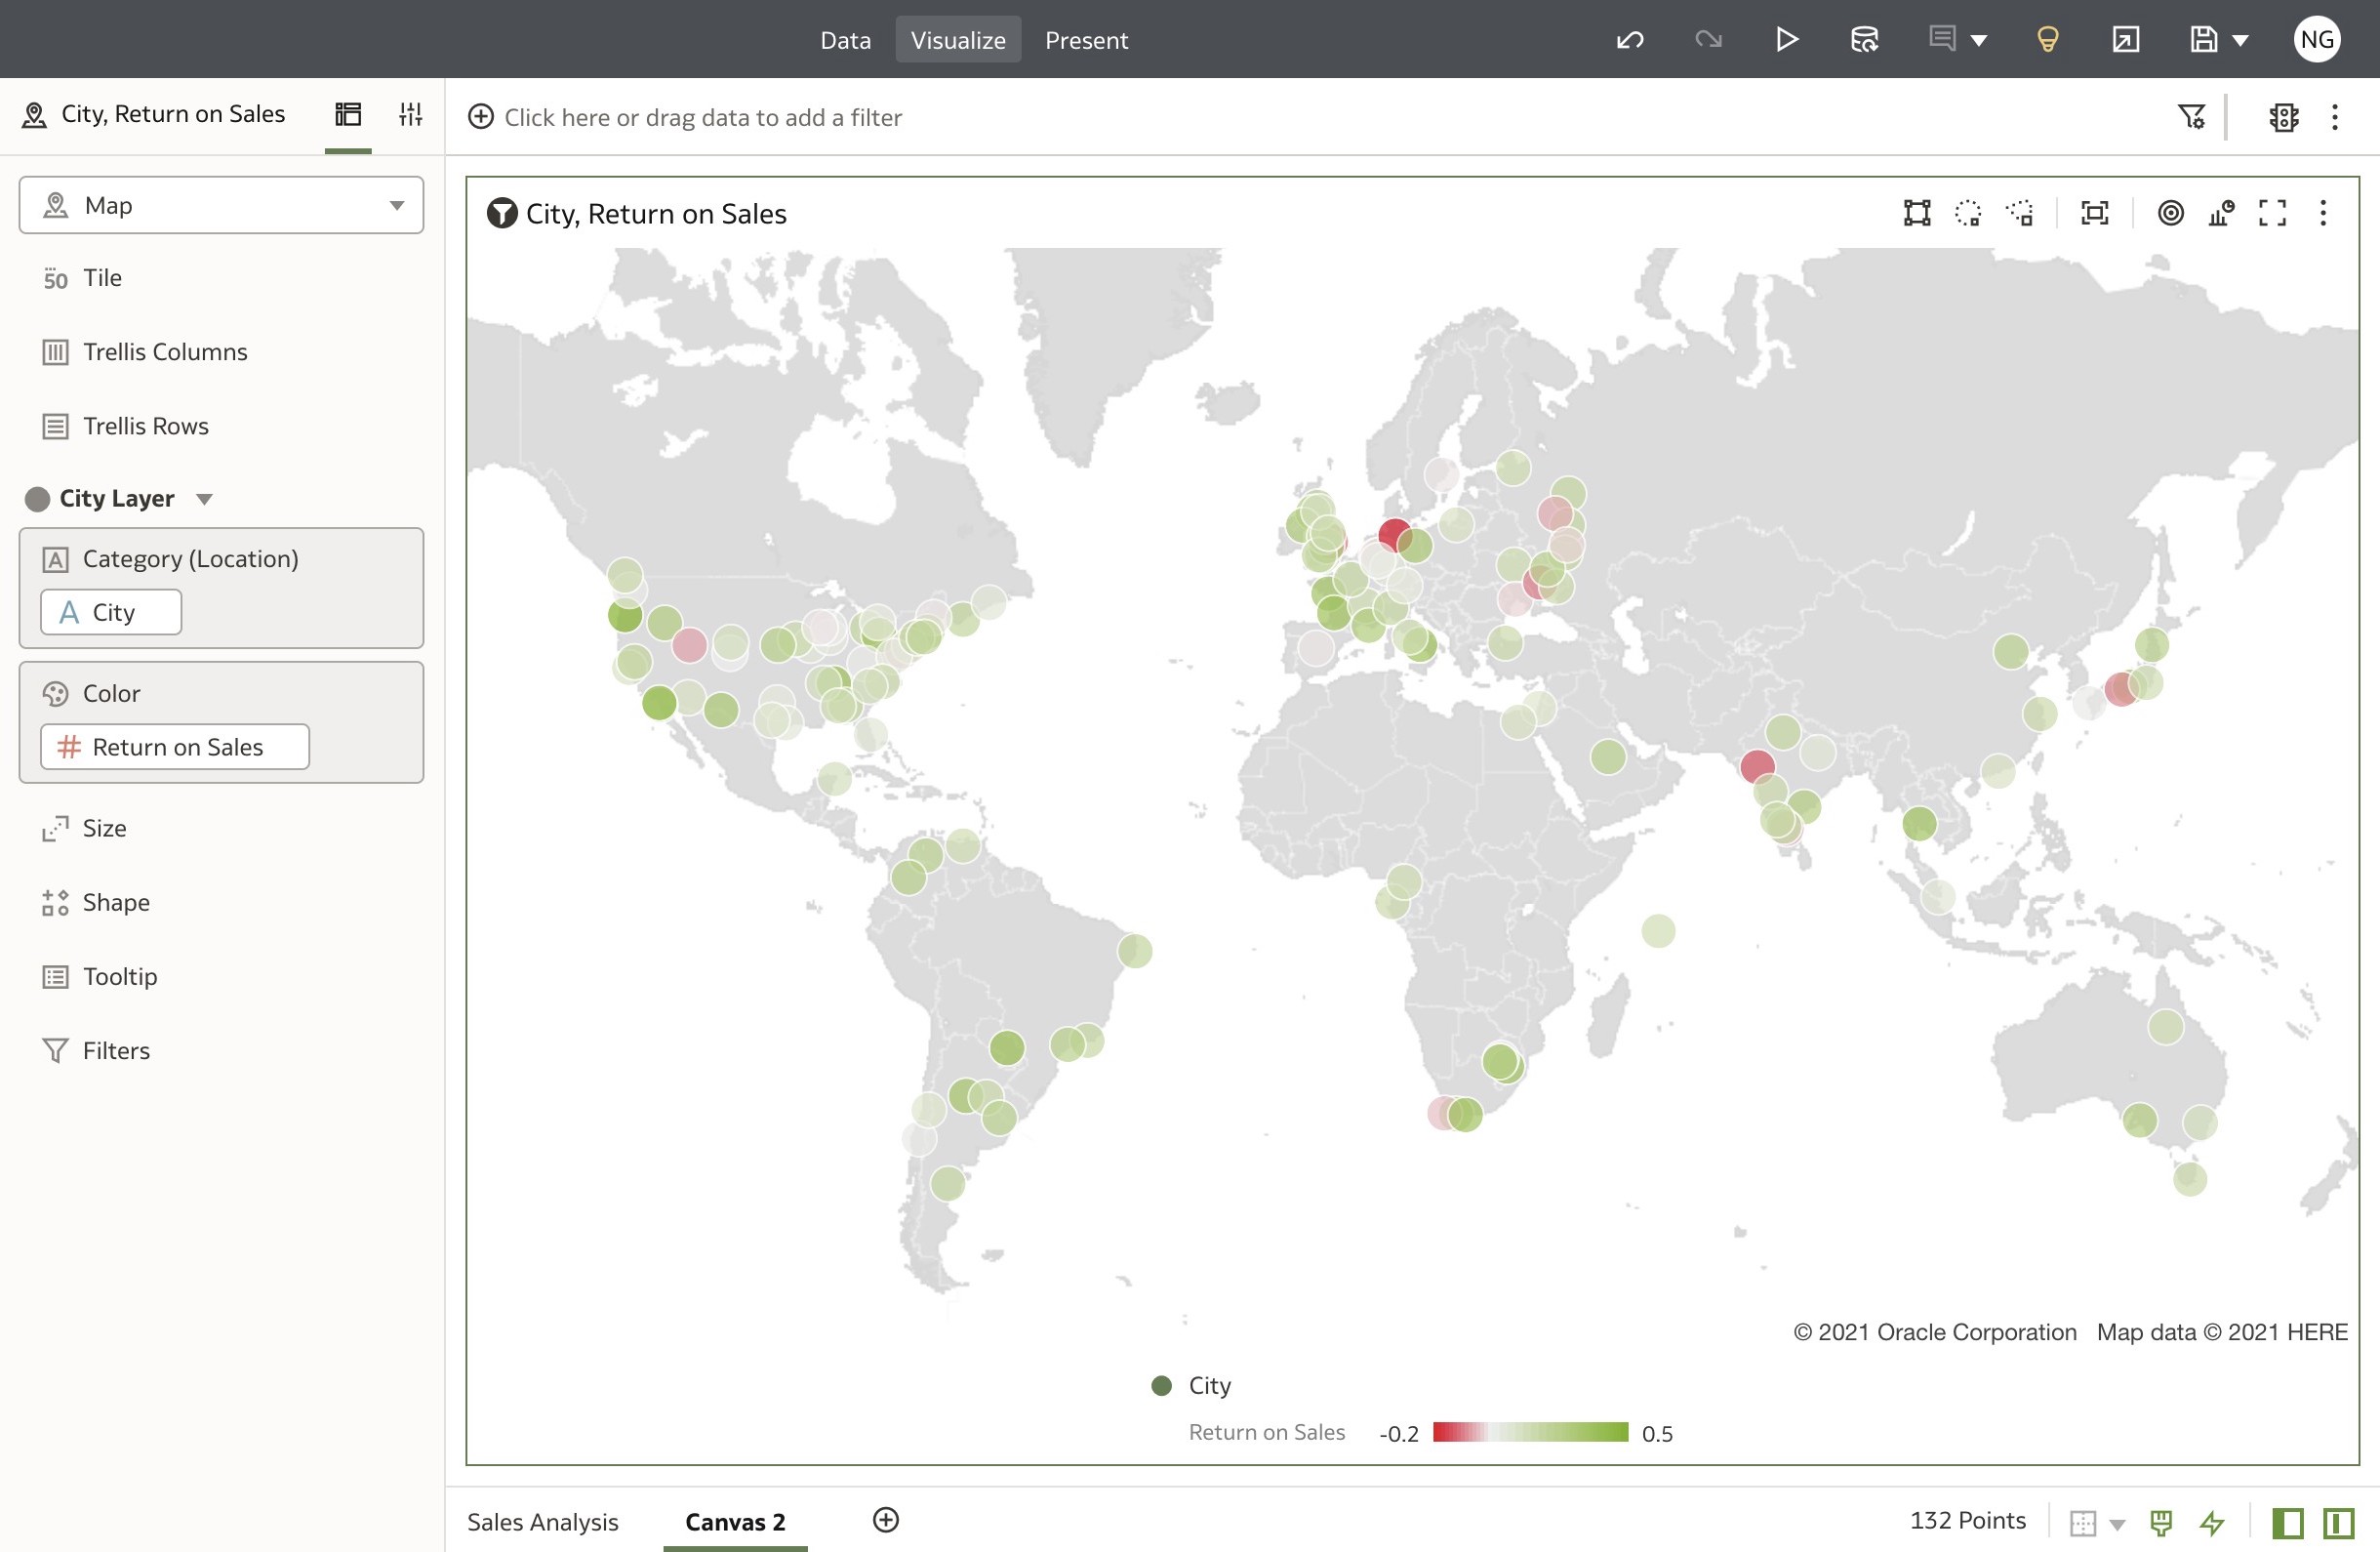 Data Visualize Present NG
City, Return on Sales
Click here or drag data to add a filter
Map
50 Tile
Trellis Columns
Trellis Rows
City Layer
A Category (Location)
A City
Color
# Return on Sales
Size
Shape
Tooltip
Filters
City, Return on Sales
© 2021 Oracle Corporation Map data © 2021 HERE
City
Return on Sales -0.2 0.5
Sales Analysis Canvas 2 132 Points